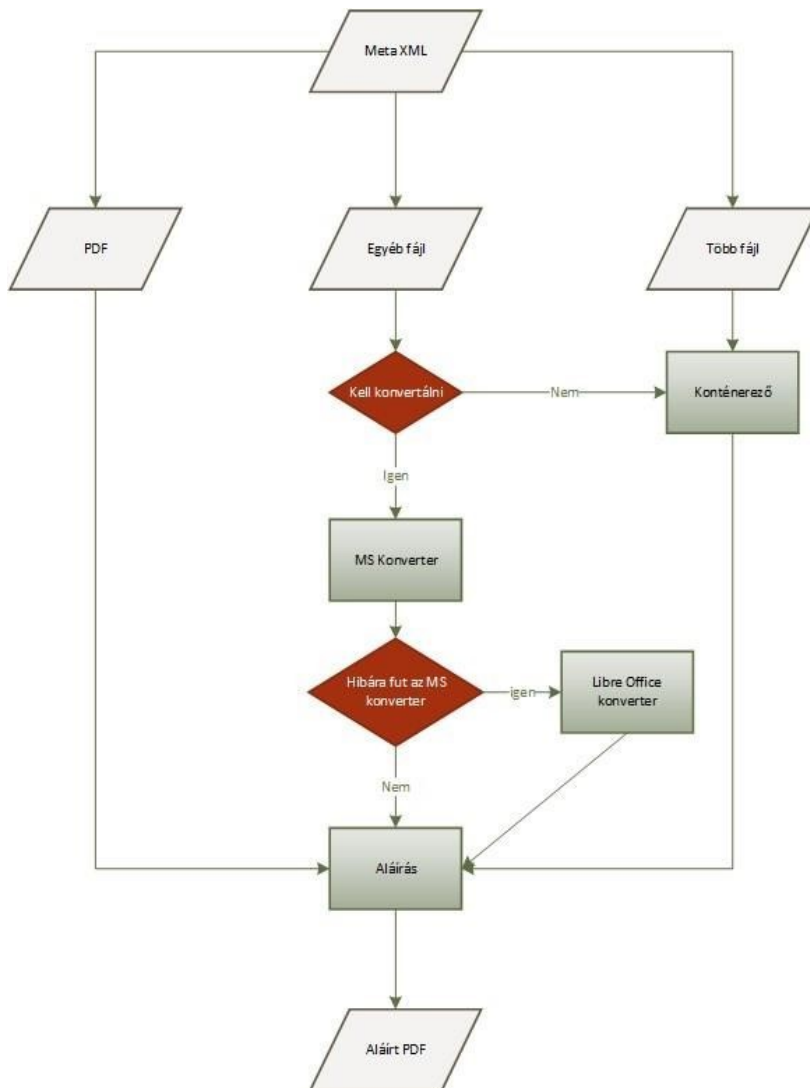 Meta XML
PDF
Egyéb fájl
Több fájl
Kell konvertálni
Nem
Konténerező
Igen
MS Konverter
Hibára fut az MS
konverter
igen
Libre Office
konverter
Nem
Aláírás
Aláírt PDF